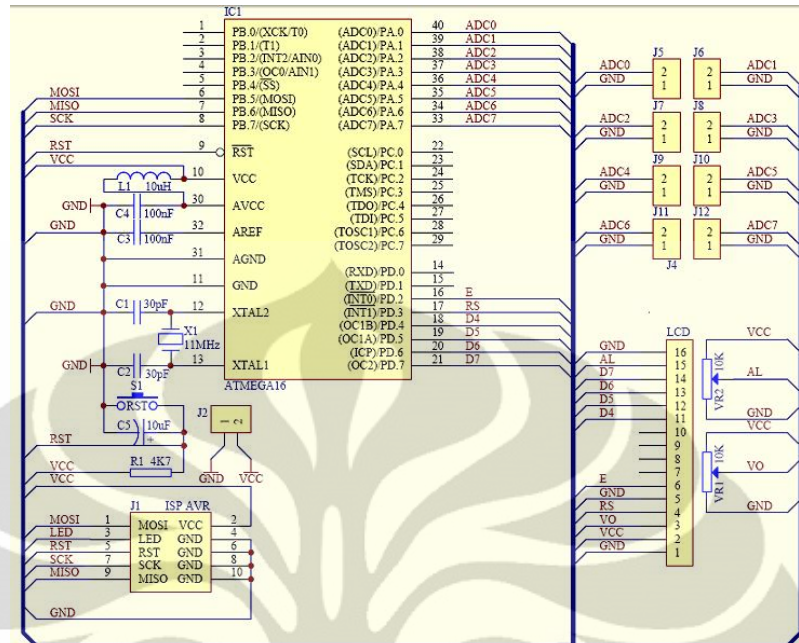 IC1
1 PB.0/(XCK/T0) (ADC0)/PA.0 40 ADC0
2 PB.1/(T1) (ADC1)/PA.1 39 ADC1
3 PB.2/(INT2/AIN0) (ADC2)/PA.2 38 ADC2
4 PB.3/(OC0/AIN1) (ADC3)/PA.3 37 ADC3
5 PB.4/(SS) (ADC4)/PA.4 36 ADC4
MOSI 6 PB.5/(MOSI) (ADC5)/PA.5 35 ADC5
MISO 7 PB.6/(MISO) (ADC6)/PA.6 34 ADC6
SCK 8 PB.7/(SCK) (ADC7)/PA.7 33 ADC7
RST 9 RST (SCL)/PC.0 22
(SDA)/PC.1 23
VCC 10 VCC (TCK)/PC.2 24
L1 10uH (TMS)/PC.3 25
GND 30 AVCC (TDO)/PC.4 26
C4 100nF (TDI)/PC.5 27
GND 32 AREF (TOSC1)/PC.6 28
C3 100nF (TOSC2)/PC.7 29
31 AGND
(RXD)/PD.0 14
11 GND (TXD)/PD.1 15
(INT0)/PD.2 16 E
GND C1 30pF 12 XTAL2 (INT1)/PD.3 17 RS
(OC1B)/PD.4 18 D4
X1 (OC1A)/PD.5 19 D5
11MHz (ICP)/PD.6 20 D6
GND 13 XTAL1 (OC2)/PD.7 21 D7
C2 30pF
ATMEGA16
S1
RST
C5 10uF
+
RST
R1 4K7
VCC
VCC
J2
1 2
GND VCC
J1 ISP AVR
MOSI 1 MOSI VCC 2
LED 3 LED GND 4
RST 5 RST GND 6
SCK 7 SCK GND 8
MISO 9 MISO GND 10
GND
J5 J6
ADC0 2 2 ADC1
GND 1 1 GND
J7 J8
ADC2 2 2 ADC3
GND 1 1 GND
J9 J10
ADC4 2 2 ADC5
GND 1 1 GND
J11 J12
ADC6 2 2 ADC7
GND 1 1 GND
J4
LCD
GND 16
AL 15
D7 14
D6 13
D5 12
D4 11
10
9
8
7
E 6
GND 5
RS 4
VO 3
VCC 2
GND 1
VCC
10K
AL
VR2
GND
VCC
10K
VO
VR1
GND